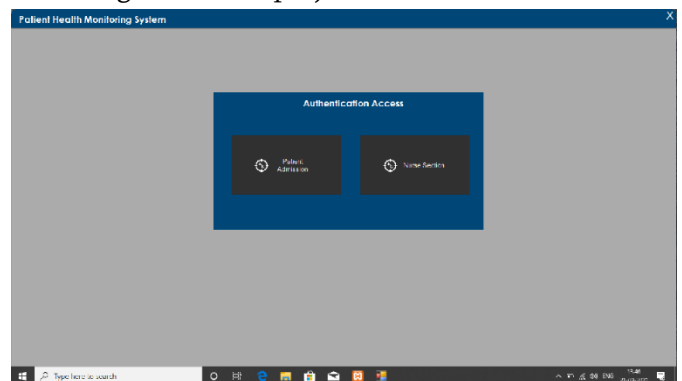 Patient Health Monitoring System X
Authentication Access
Patient
Admission
Nurse Section
Type here to search
ENG